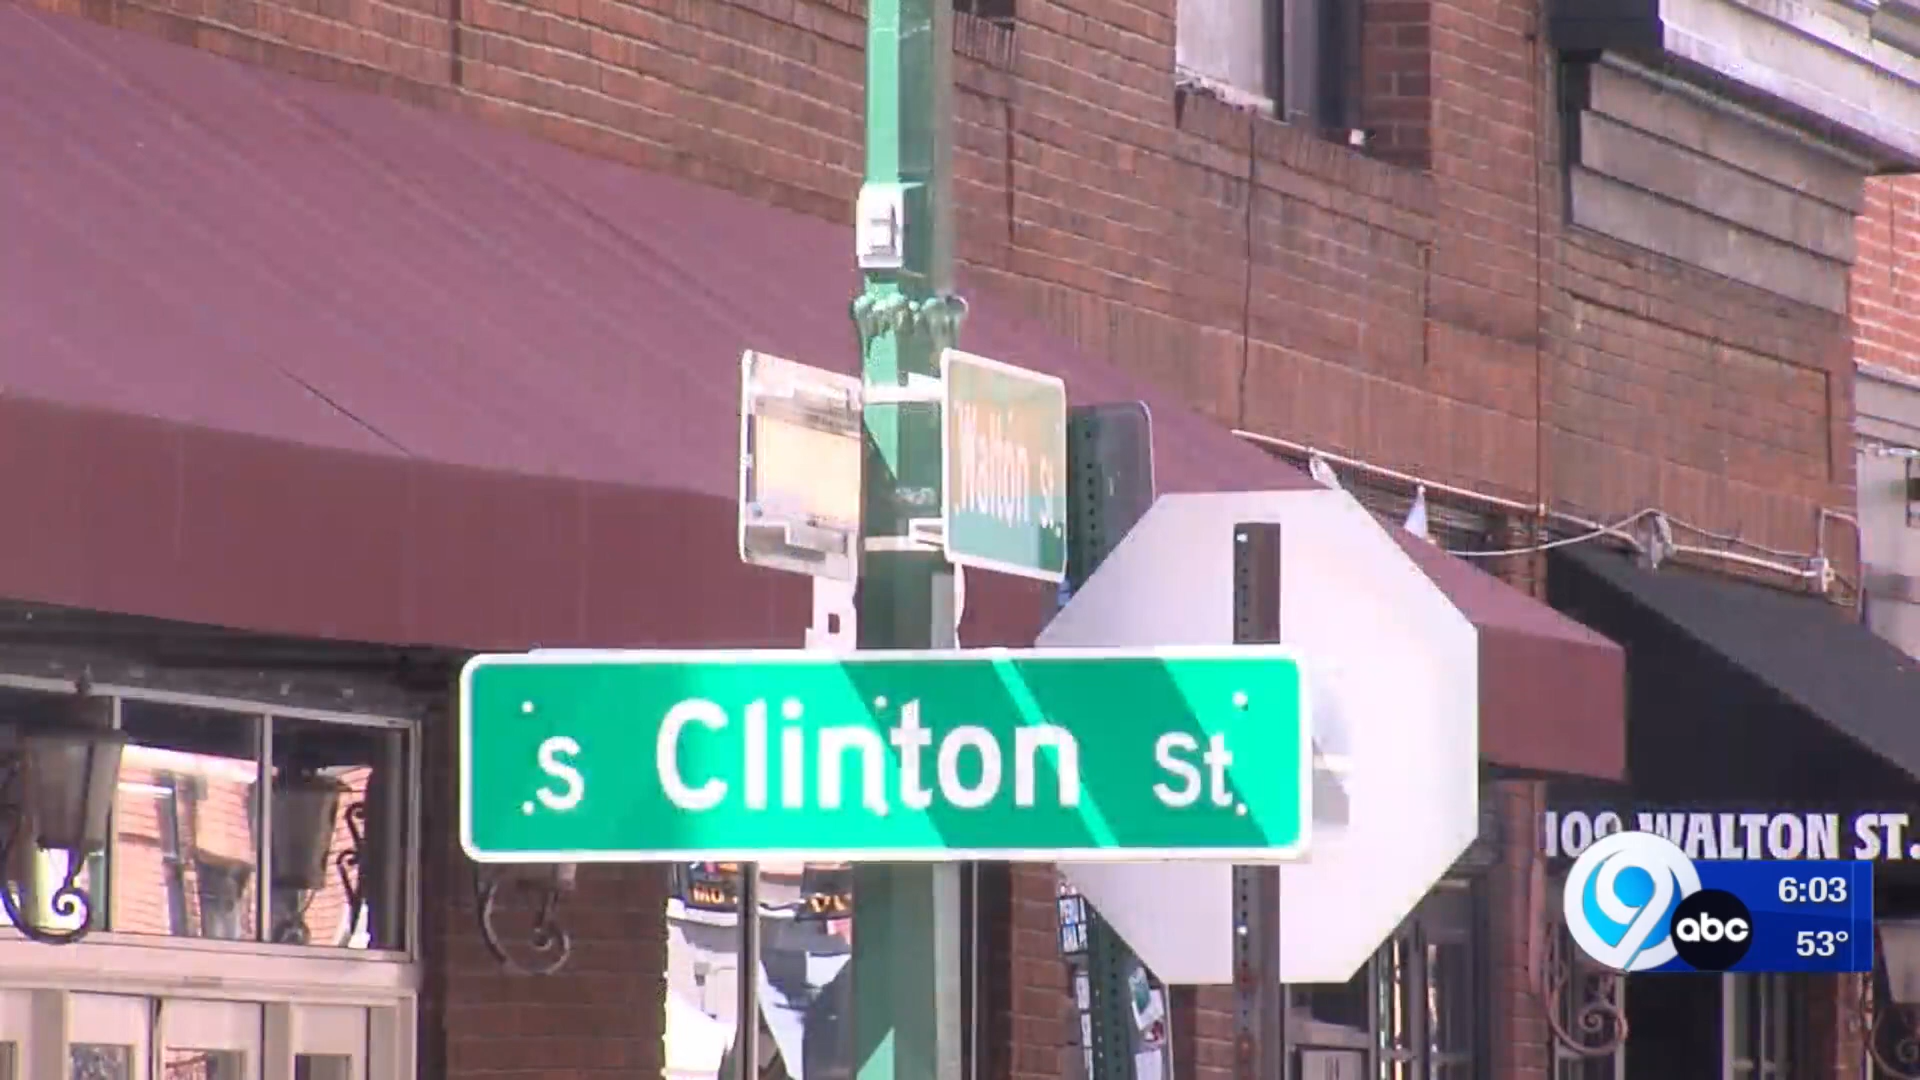 Walton St
S Clinton St
109 WALTON ST.
9 abc
6:03
53°